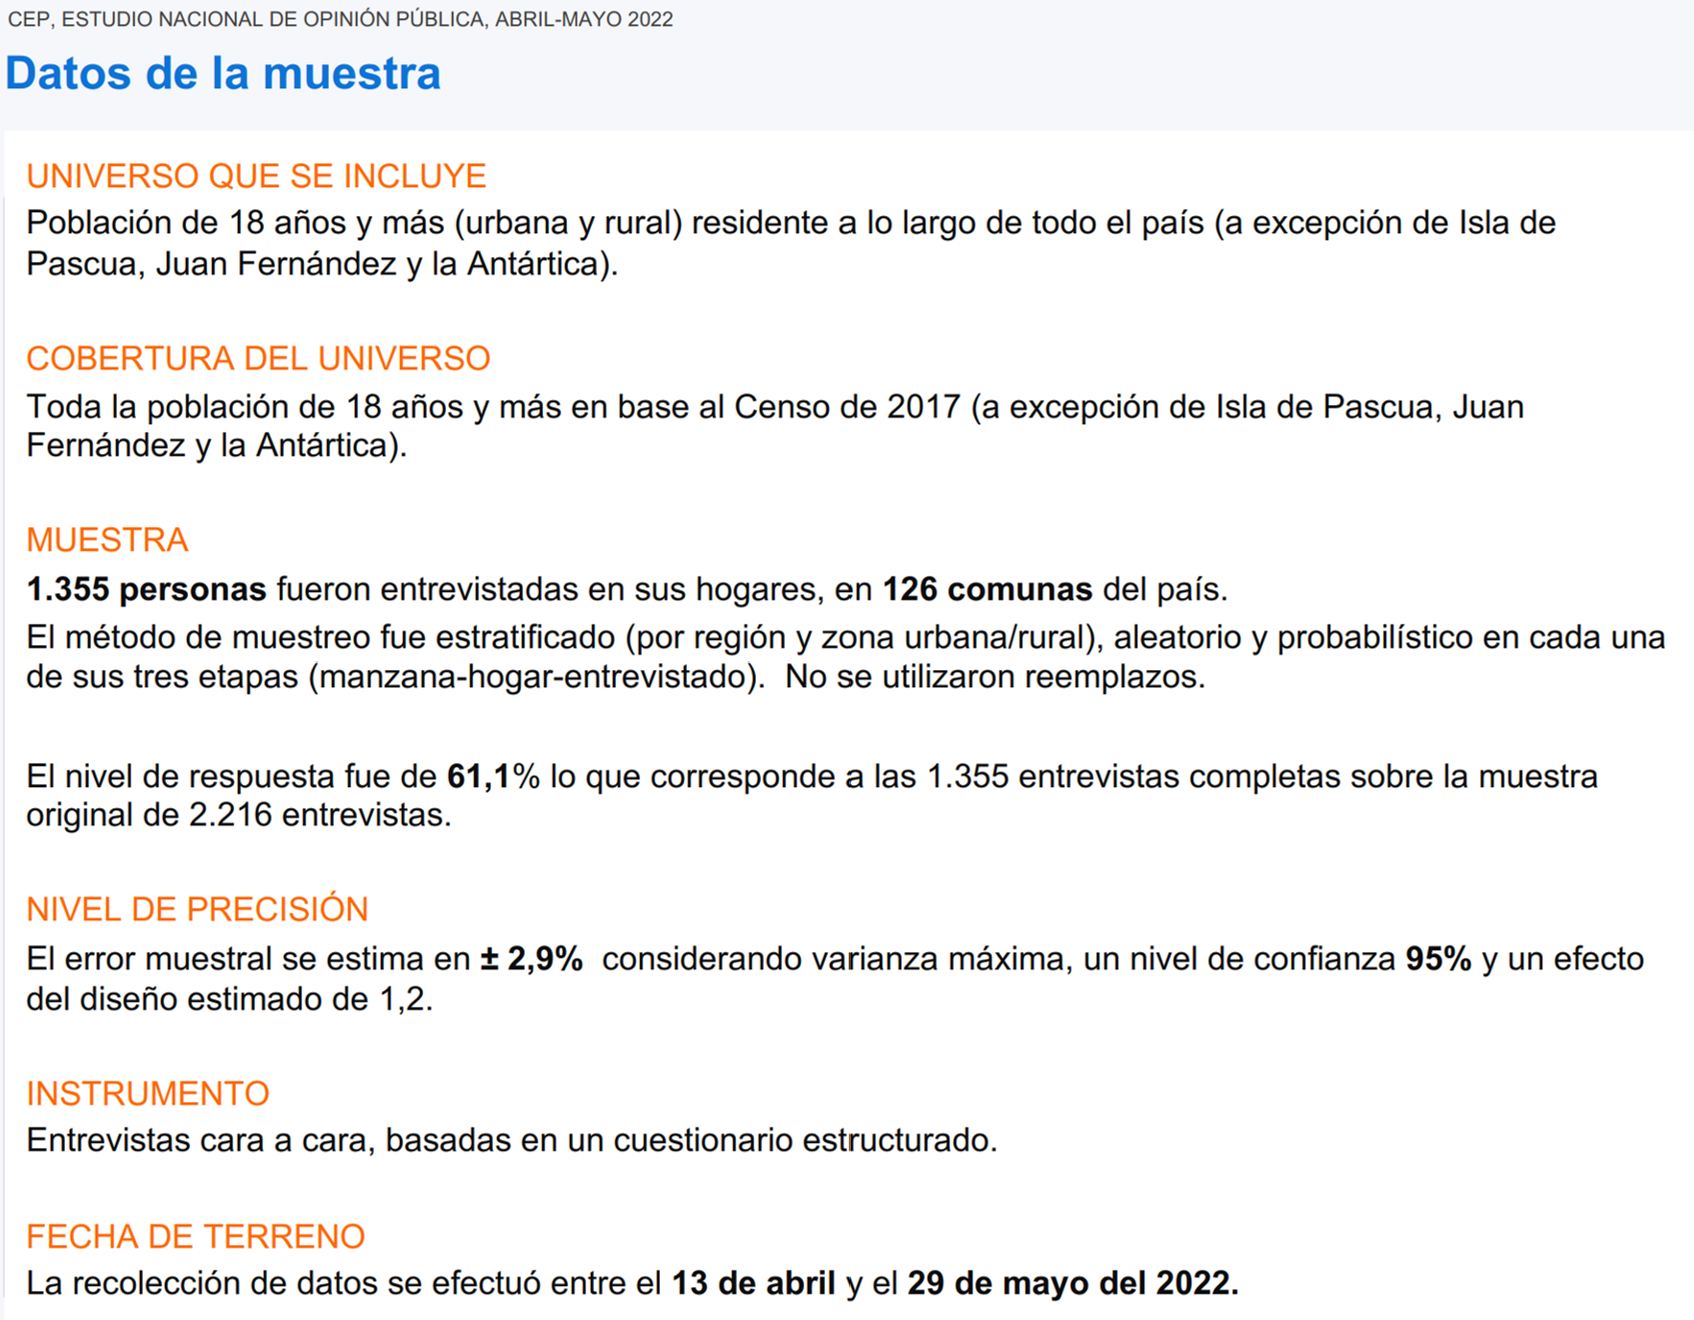 CEP, ESTUDIO NACIONAL DE OPINIÓN PÚBLICA, ABRIL-MAYO 2022
Datos de la muestra
UNIVERSO QUE SE INCLUYE
Población de 18 años y más (urbana y rural) residente a lo largo de todo el país (a excepción de Isla de
Pascua, Juan Fernández y la Antártica).
COBERTURA DEL UNIVERSO
Toda la población de 18 años y más en base al Censo de 2017 (a excepción de Isla de Pascua, Juan
Fernández y la Antártica).
MUESTRA
1.355 personas fueron entrevistadas en sus hogares, en 126 comunas del país.
El método de muestreo fue estratificado (por región y zona urbana/rural), aleatorio y probabilístico en cada una
de sus tres etapas (manzana-hogar-entrevistado). No se utilizaron reemplazos.
El nivel de respuesta fue de 61,1% lo que corresponde a las 1.355 entrevistas completas sobre la muestra
original de 2.216 entrevistas.
NIVEL DE PRECISIÓN
El error muestral se estima en ± 2,9% considerando varianza máxima, un nivel de confianza 95% y un efecto
del diseño estimado de 1,2.
INSTRUMENTO
Entrevistas cara a cara, basadas en un cuestionario estructurado.
FECHA DE TERRENO
La recolección de datos se efectuó entre el 13 de abril y el 29 de mayo del 2022.